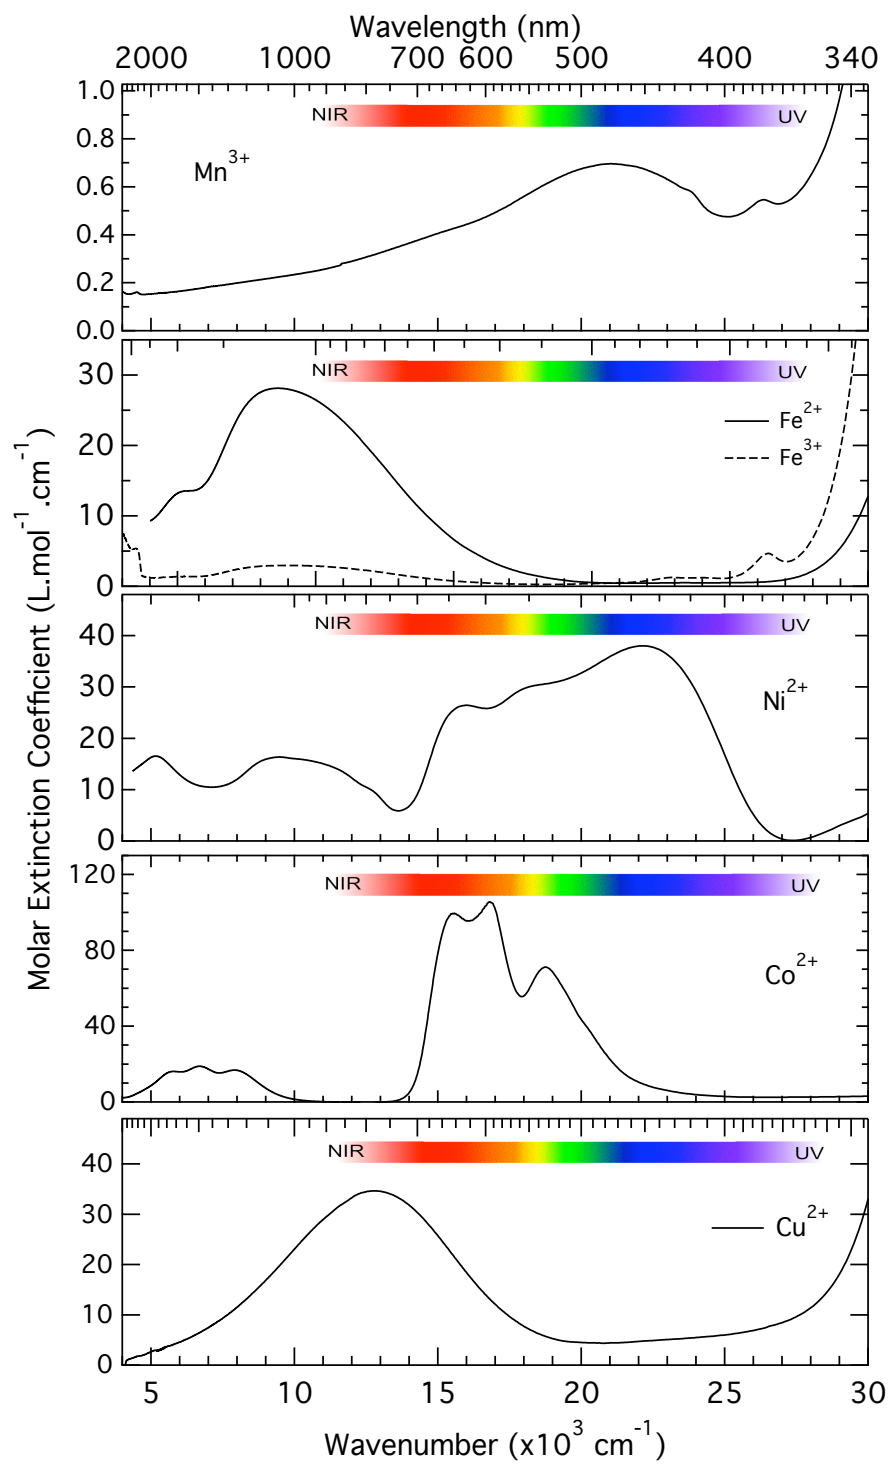 Wavelength (nm)
2000 1000 700 600 500 400 340
Molar Extinction Coefficient (L.mol⁻¹.cm⁻¹)
1.0
NIR UV
0.8
Mn³⁺
0.6
0.4
0.2
0.0
30
NIR UV
Fe²⁺
20
Fe³⁺
10
0
40
NIR UV
30
Ni²⁺
20
10
0
120
NIR UV
80
Co²⁺
40
0
40
NIR UV
30
Cu²⁺
20
10
0
5 10 15 20 25 30
Wavenumber (x10³ cm⁻¹)